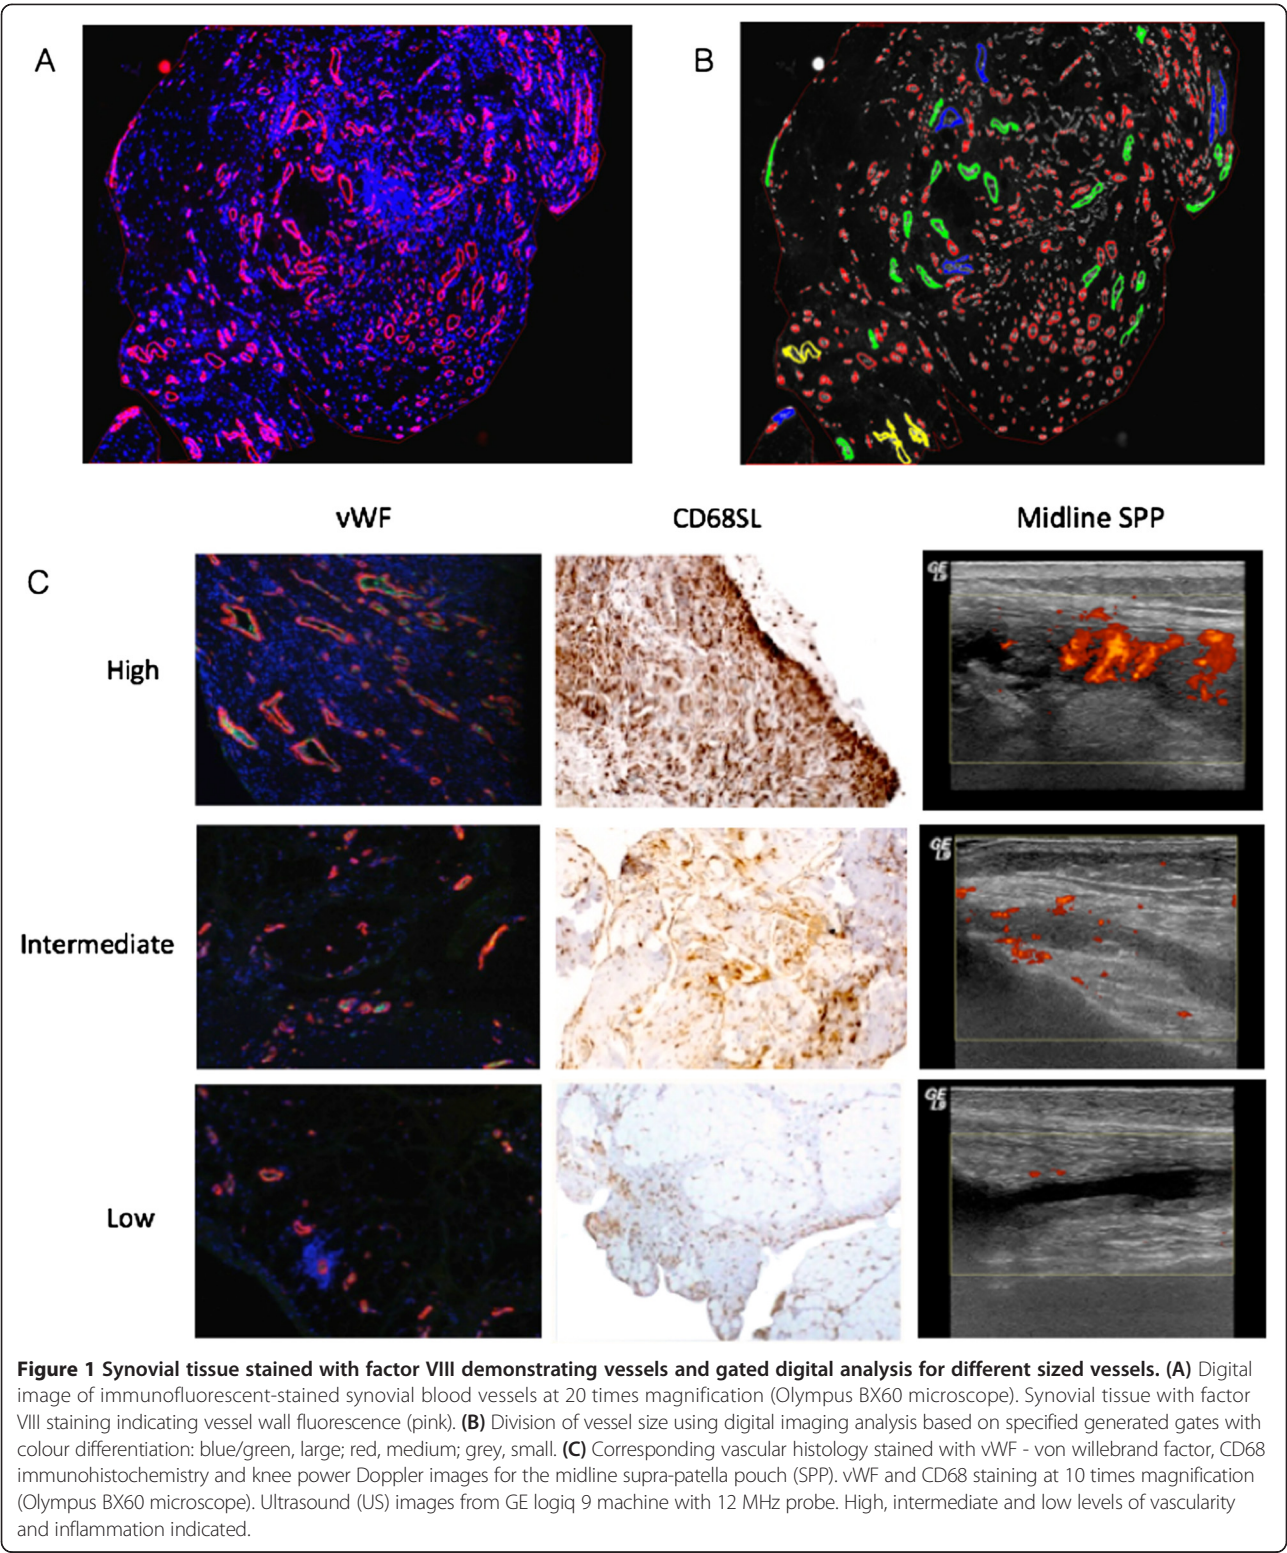 A
B
vWF
CD68SL
Midline SPP
C
High
GE
L9
Intermediate
GE
L9
Low
GE
L9
Figure 1 Synovial tissue stained with factor VIII demonstrating vessels and gated digital analysis for different sized vessels. (A) Digital
image of immunofluorescent-stained synovial blood vessels at 20 times magnification (Olympus BX60 microscope). Synovial tissue with factor
VIII staining indicating vessel wall fluorescence (pink). (B) Division of vessel size using digital imaging analysis based on specified generated gates with
colour differentiation: blue/green, large; red, medium; grey, small. (C) Corresponding vascular histology stained with vWF - von willebrand factor, CD68
immunohistochemistry and knee power Doppler images for the midline supra-patella pouch (SPP). vWF and CD68 staining at 10 times magnification
(Olympus BX60 microscope). Ultrasound (US) images from GE logiq 9 machine with 12 MHz probe. High, intermediate and low levels of vascularity
and inflammation indicated.